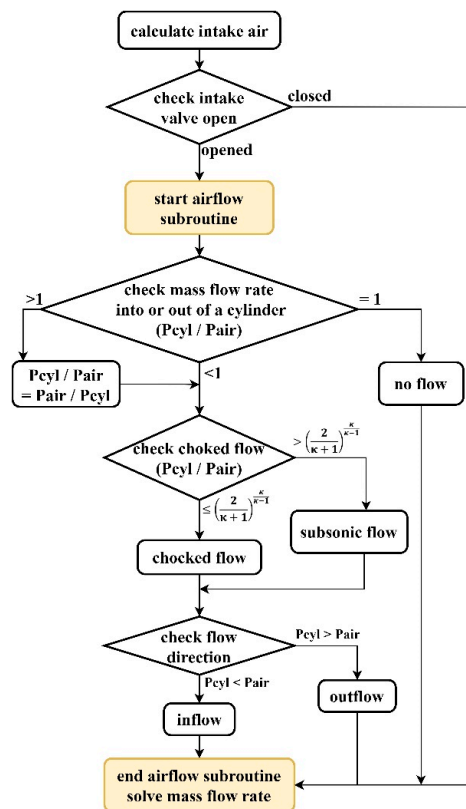 calculate intake air
check intake
valve open
closed
opened
start airflow
subroutine
check mass flow rate
into or out of a cylinder
(Pcyl / Pair)
>1
= 1
<1
Pcyl / Pair
= Pair / Pcyl
no flow
check choked flow
(Pcyl / Pair)
> (2/(κ+1))^(κ/(κ-1))
≤ (2/(κ+1))^(κ/(κ-1))
subsonic flow
chocked flow
check flow
direction
Pcyl > Pair
Pcyl < Pair
outflow
inflow
end airflow subroutine
solve mass flow rate